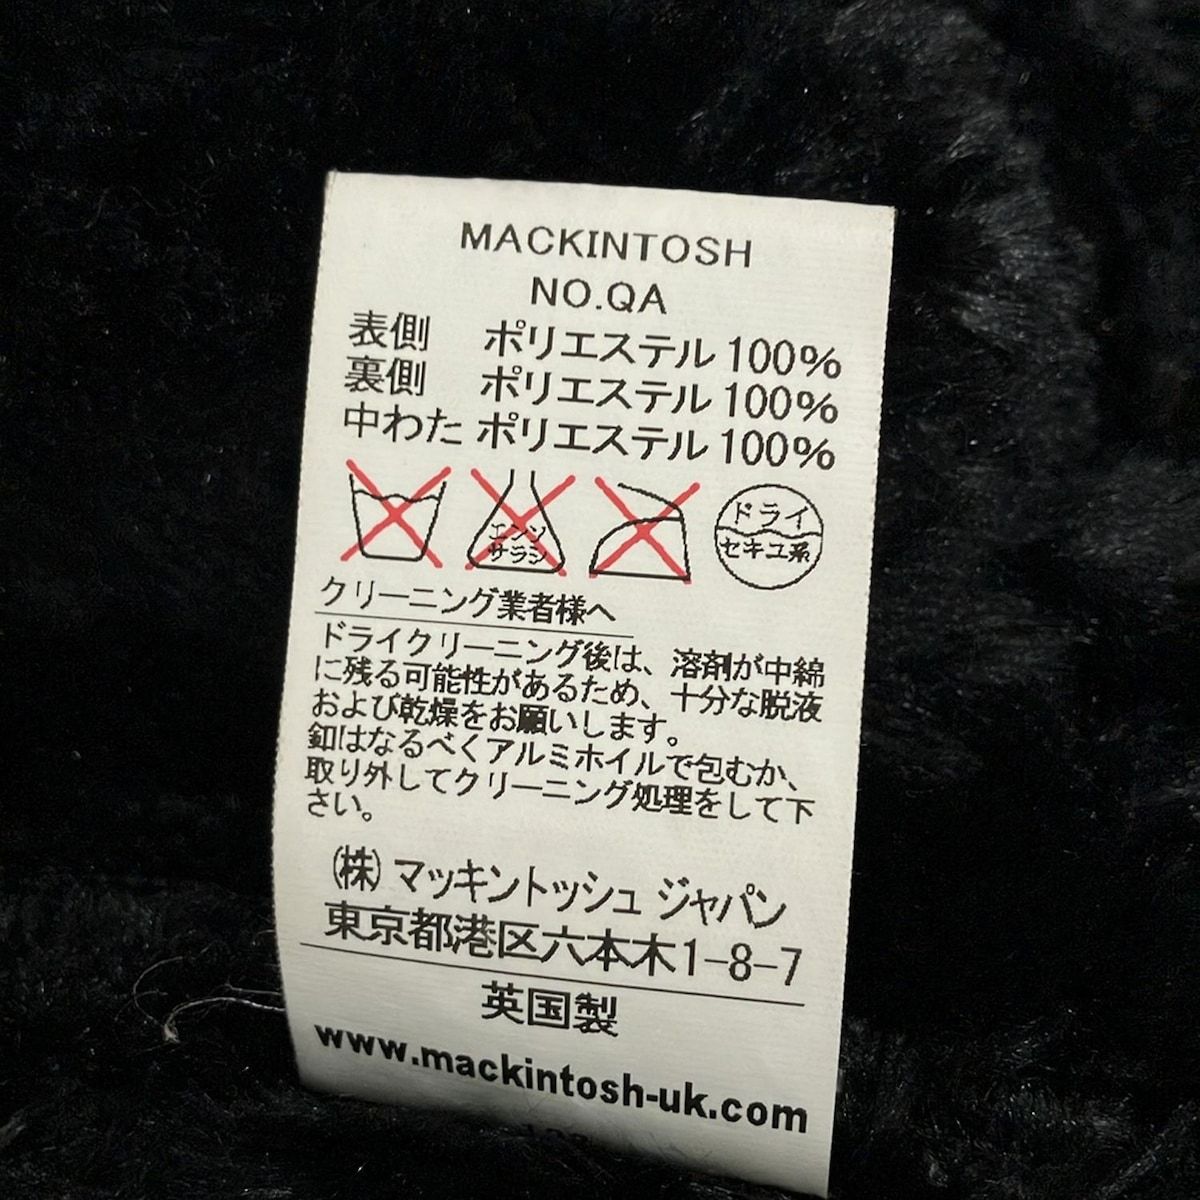 MACKINTOSH
NO.QA
表側 ポリエステル 100%
裏側 ポリエステル 100%
中わた ポリエステル 100%
エンソ
サラシ
ドライ
セキユ系
クリーニング業者様へ
ドライクリーニング後は、溶剤が中綿
に残る可能性があるため、十分な脱液
および乾燥をお願いします。
釦はなるべくアルミホイルで包むか、
取り外してクリーニング処理をして下
さい。
(株) マッキントッシュ ジャパン
東京都港区六本木1-8-7
英国製
www.mackintosh-uk.com